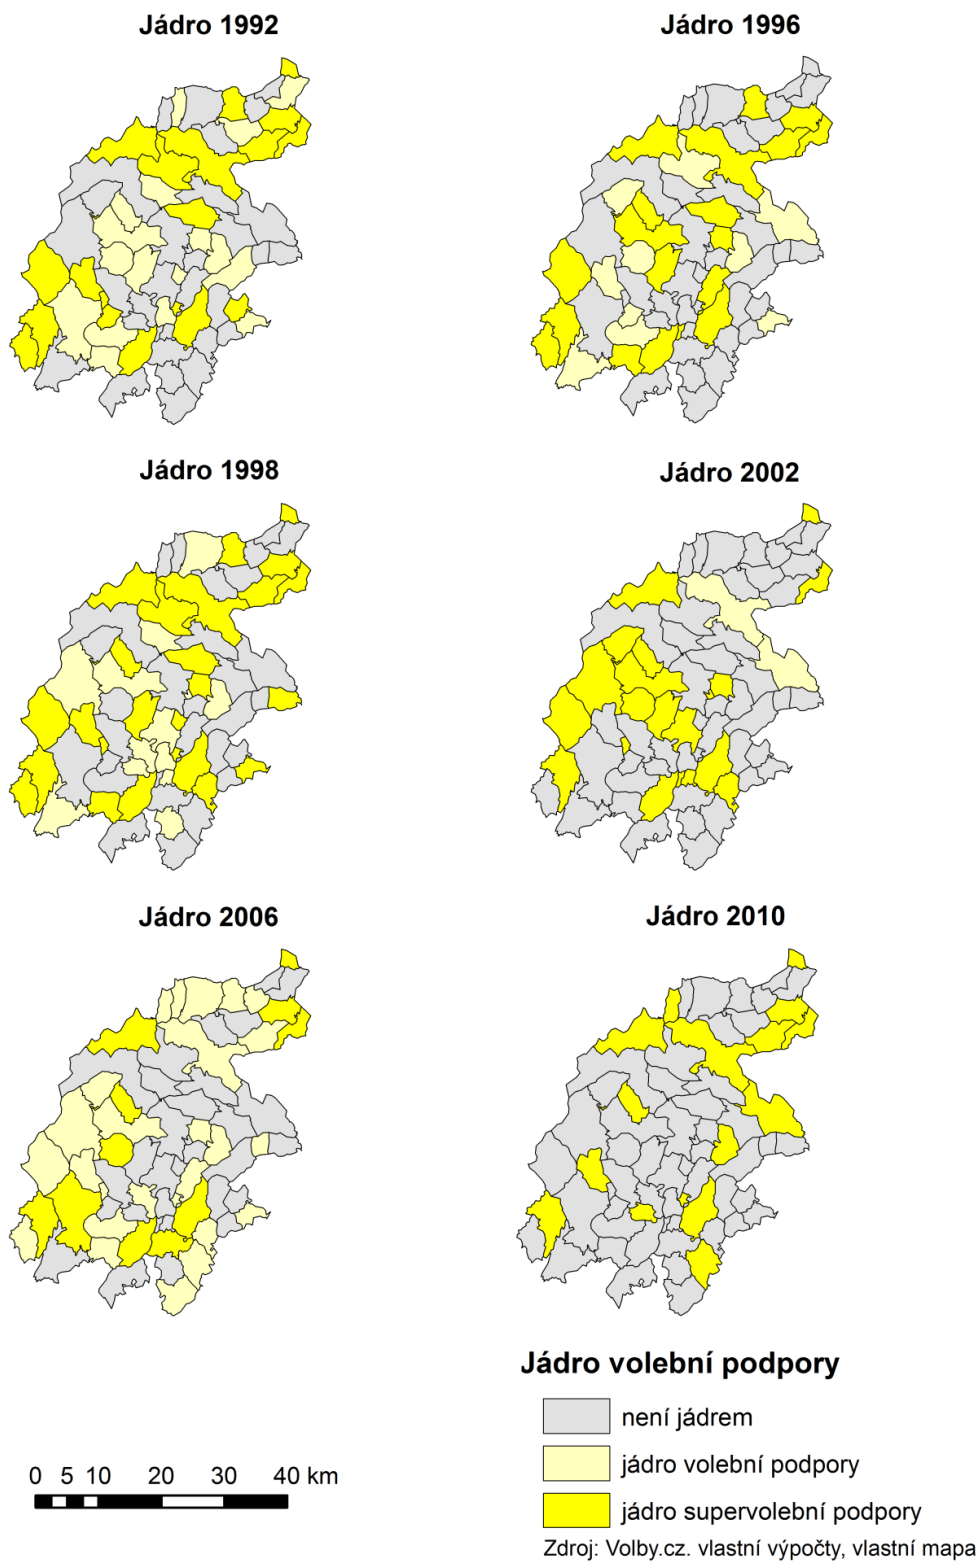 Jádro 1992
Jádro 1996
Jádro 1998
Jádro 2002
Jádro 2006
Jádro 2010
Jádro volební podpory
není jádrem
jádro volební podpory
jádro supervolební podpory
0 5 10 20 30 40 km
Zdroj: Volby.cz. vlastní výpočty, vlastní mapa